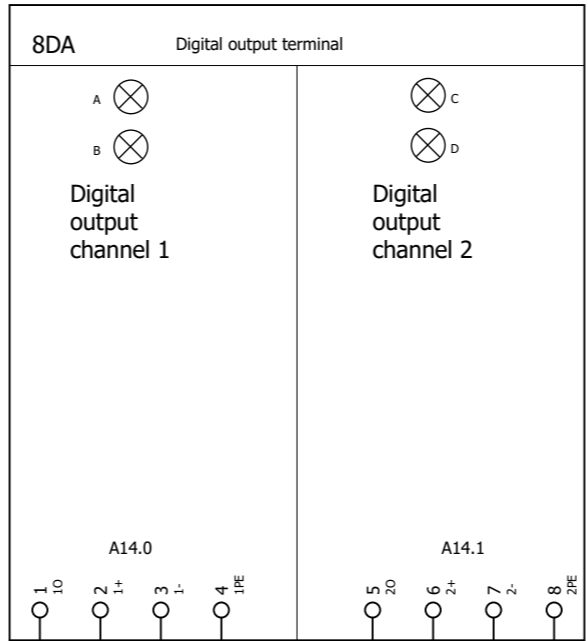 8DA Digital output terminal
A C
B D
Digital
output
channel 1
Digital
output
channel 2
A14.0 A14.1
1 1O 2 1+ 3 1- 4 1PE 5 2O 6 2+ 7 2- 8 2PE